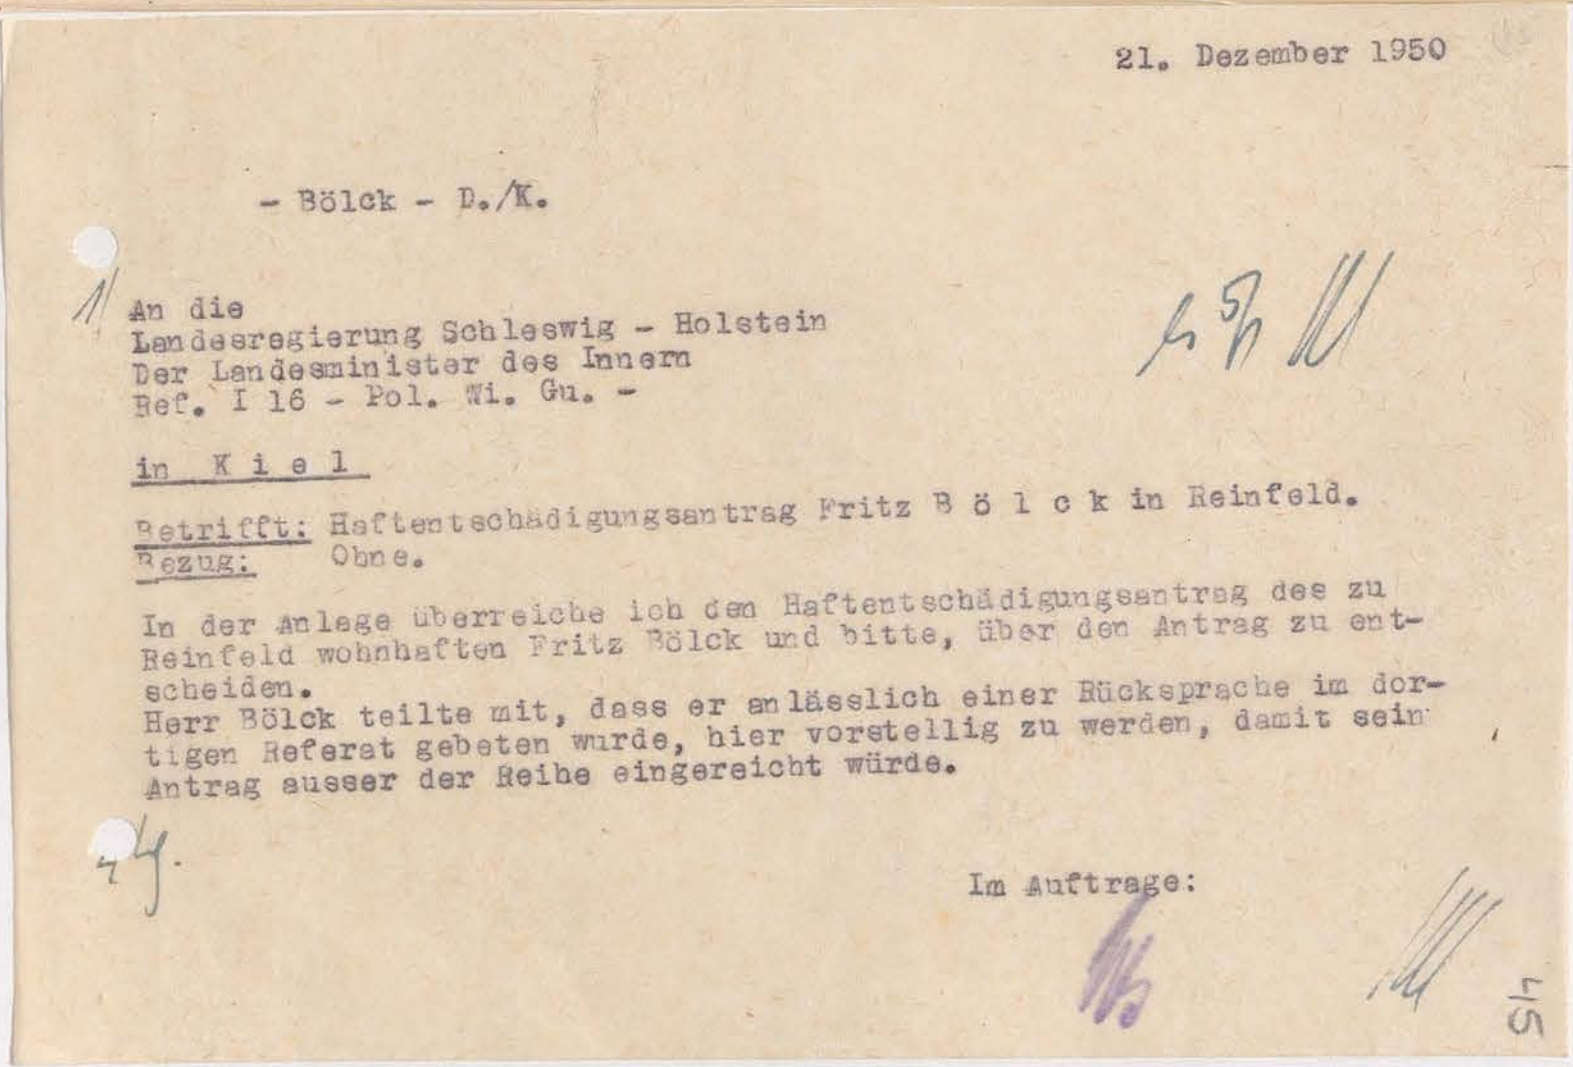 21. Dezember 1950
- Bölck - D./K.
1/
An die
Landesregierung Schleswig - Holstein
Der Landesminister des Innern
Ref. I 16 - Pol. Wi. Gu. -
in K i e l
Betrifft: Haftentschädigungsantrag Fritz B ö l c k in Reinfeld.
Bezug: Ohne.
In der Anlage überreiche ich den Haftentschädigungsantrag des zu
Reinfeld wohnhaften Fritz Bölck und bitte, über den Antrag zu ent-
scheiden.
Herr Bölck teilte mit, dass er anlässlich einer Rücksprache im dor-
tigen Referat gebeten wurde, hier vorstellig zu werden, damit sein
Antrag ausser der Reihe eingereicht würde.
Im Auftrage: